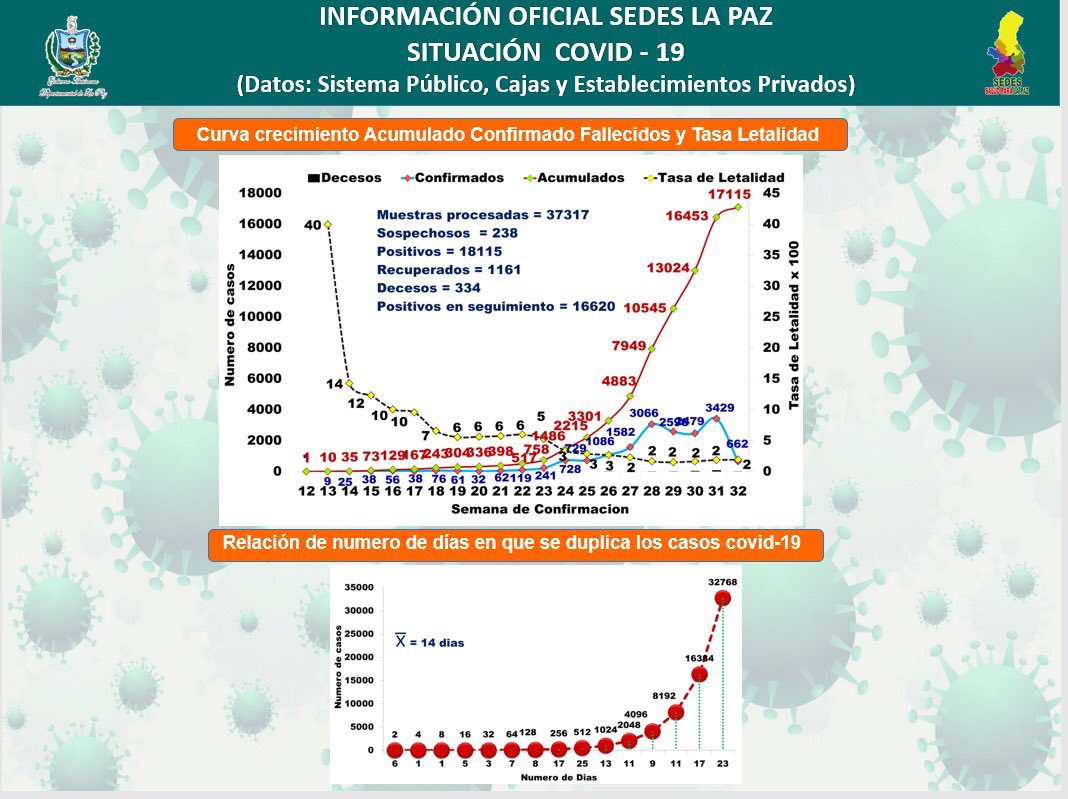 INFORMACIÓN OFICIAL SEDES LA PAZ
SITUACIÓN COVID - 19
(Datos: Sistema Público, Cajas y Establecimientos Privados)
SEDES
SALUD PARA LA PAZ
Curva crecimiento Acumulado Confirmado Fallecidos y Tasa Letalidad
Decesos Confirmados Acumulados Tasa de Letalidad
Muestras procesadas = 37317
Sospechosos = 238
Positivos = 18115
Recuperados = 1161
Decesos = 334
Positivos en seguimiento = 16620
Numero de casos
18000
16000
14000
12000
10000
8000
6000
4000
2000
0
Tasa de Letalidad x 100
45
40
35
30
25
20
15
10
5
0
40 14 12 10 10 7 6 6 6 6 5 3 3 3 2 2 2 2 2 2
1 10 35 73 129 167 243 304 336 398 517 758 1486 2215 3301 4883 7949 10545 13024 16453 17115
9 25 38 56 38 76 61 32 62 119 241 728 729 1086 1582 3066 2596 2479 3429 662
12 13 14 15 16 17 18 19 20 21 22 23 24 25 26 27 28 29 30 31 32
Semana de Confirmacion
Relación de numero de días en que se duplica los casos covid-19
Numero de casos
35000
30000
25000
20000
15000
10000
5000
0
X = 14 dias
2 4 8 16 32 64 128 256 512 1024 2048 4096 8192 16384 32768
6 1 1 5 3 7 8 17 25 13 11 9 11 17 23
Numero de Dias